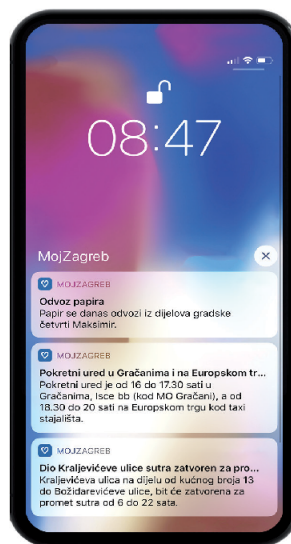 08:47
MojZagreb
MOJZAGREB
Odvoz papira
Papir se danas odvozi iz dijelova gradske
četvrti Maksimir.
MOJZAGREB
Pokretni ured u Gračanima i na Europskom tr...
Pokretni ured je od 16 do 17.30 sati u
Gračanima, Isce bb (kod MO Gračani), a od
18.30 do 20 sati na Europskom trgu kod taxi
stajališta.
MOJZAGREB
Dio Kraljevićeve ulice sutra zatvoren za pro...
Kraljevićeva ulica na dijelu od kućnog broja 13
do Božidarevićeve ulice, bit će zatvorena za
promet sutra od 6 do 22 sata.